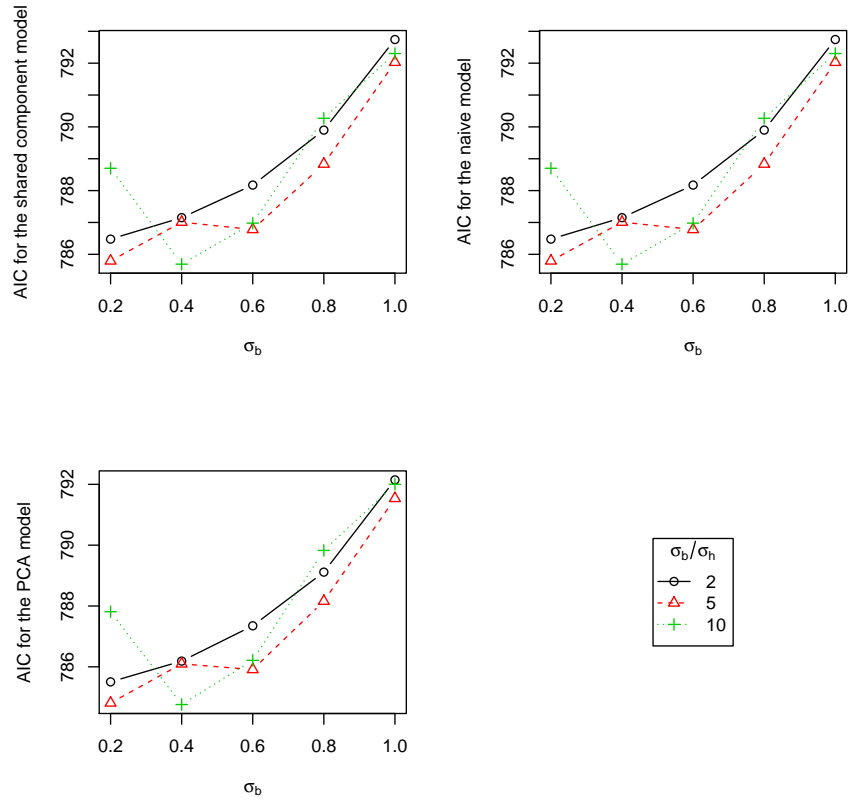 AIC for the shared component model
786 788 790 792
0.2 0.4 0.6 0.8 1.0
σb
AIC for the naive model
786 788 790 792
0.2 0.4 0.6 0.8 1.0
σb
AIC for the PCA model
786 788 790 792
0.2 0.4 0.6 0.8 1.0
σb
σb/σh
2
5
10